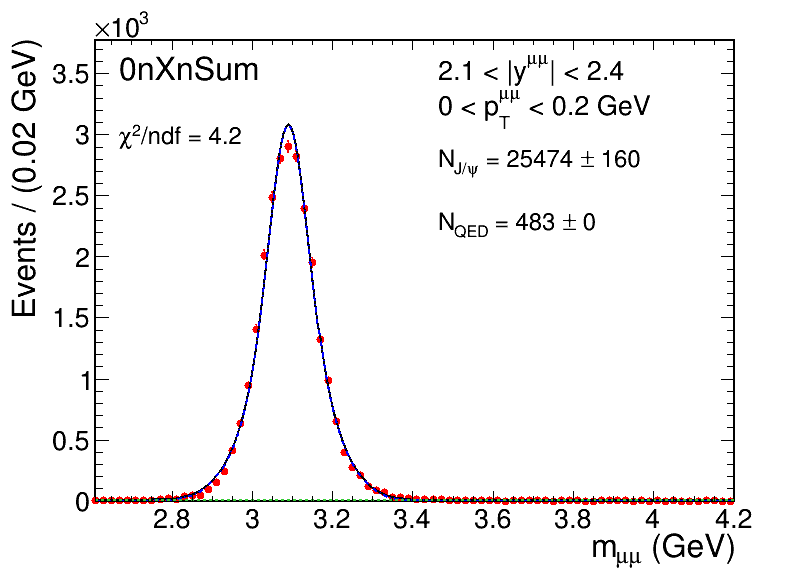 ×10³
0nXnSum
2.1 < |y^μμ| < 2.4
0 < p_T^μμ < 0.2 GeV
χ²/ndf = 4.2
N_J/ψ = 25474 ± 160
N_QED = 483 ± 0
Events / (0.02 GeV)
3.5
3
2.5
2
1.5
1
0.5
0
2.8 3 3.2 3.4 3.6 3.8 4 4.2
m_μμ (GeV)